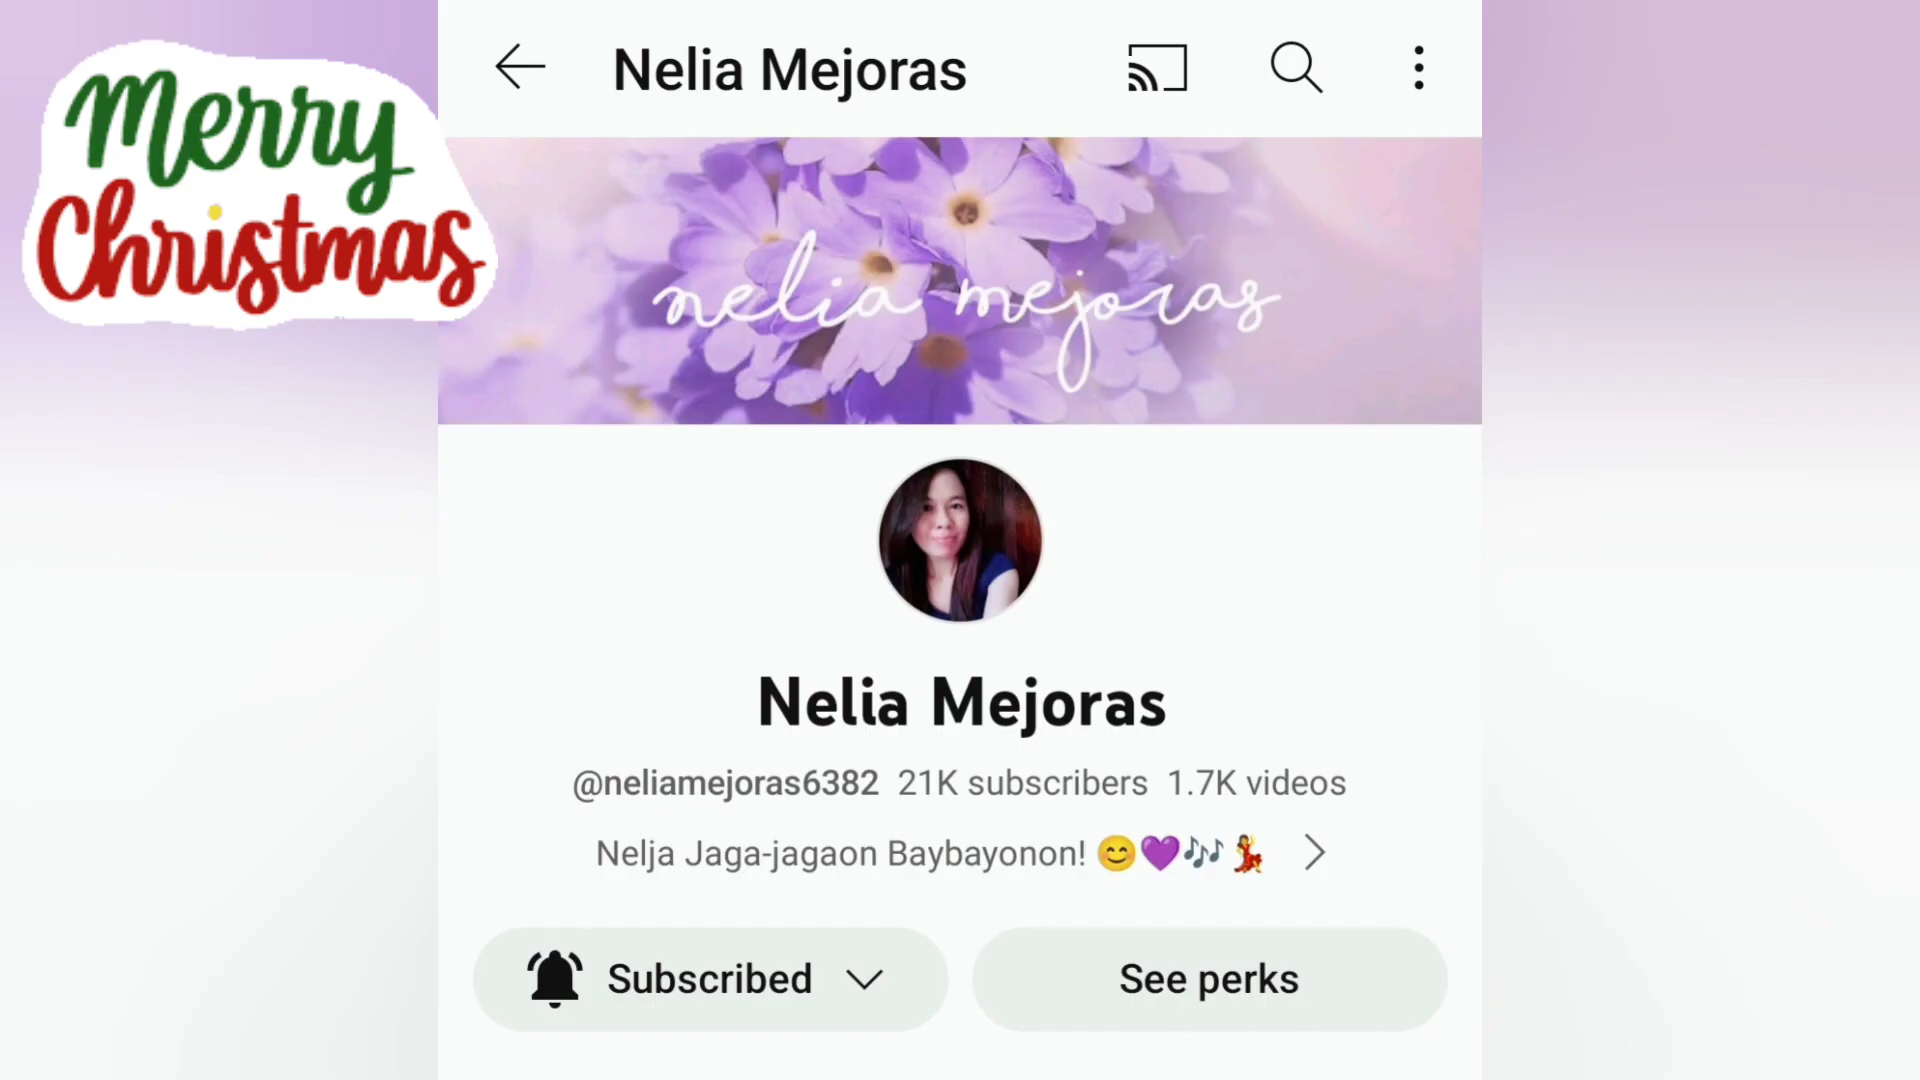 Merry
Christmas
Nelia Mejoras
nelia mejoras
Nelia Mejoras
@neliamejoras6382 21K subscribers 1.7K videos
Nelja Jaga-jagaon Baybayonon! 😊💜🎶💃
Subscribed
See perks